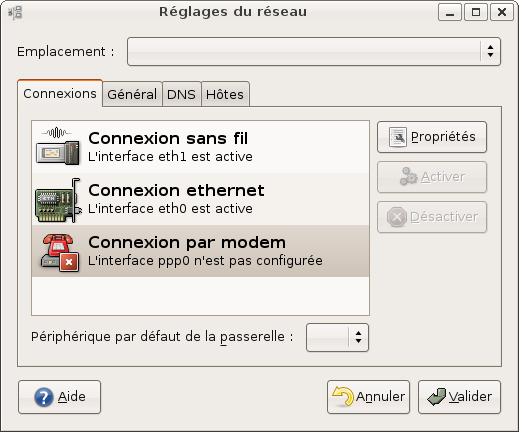 Réglages du réseau
Emplacement :
Connexions Général DNS Hôtes
Connexion sans fil
L'interface eth1 est active
Propriétés
Activer
Connexion ethernet
L'interface eth0 est active
Désactiver
Connexion par modem
L'interface ppp0 n'est pas configurée
Périphérique par défaut de la passerelle :
Aide Annuler Valider